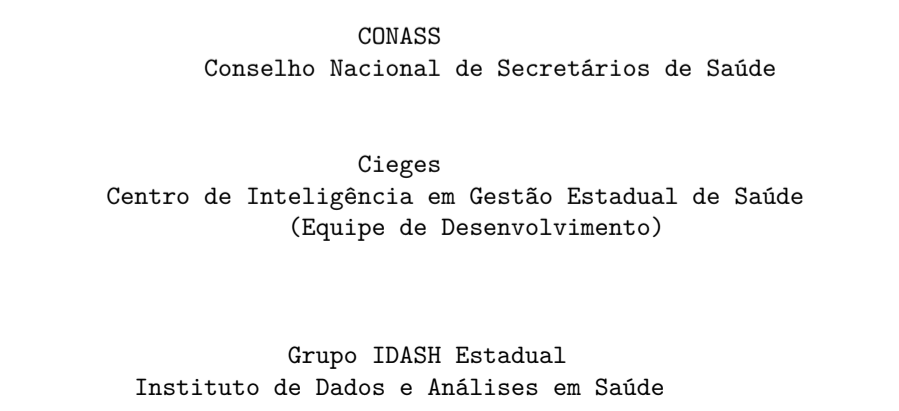 CONASS
Conselho Nacional de Secretários de Saúde
Cieges
Centro de Inteligência em Gestão Estadual de Saúde
(Equipe de Desenvolvimento)
Grupo IDASH Estadual
Instituto de Dados e Análises em Saúde